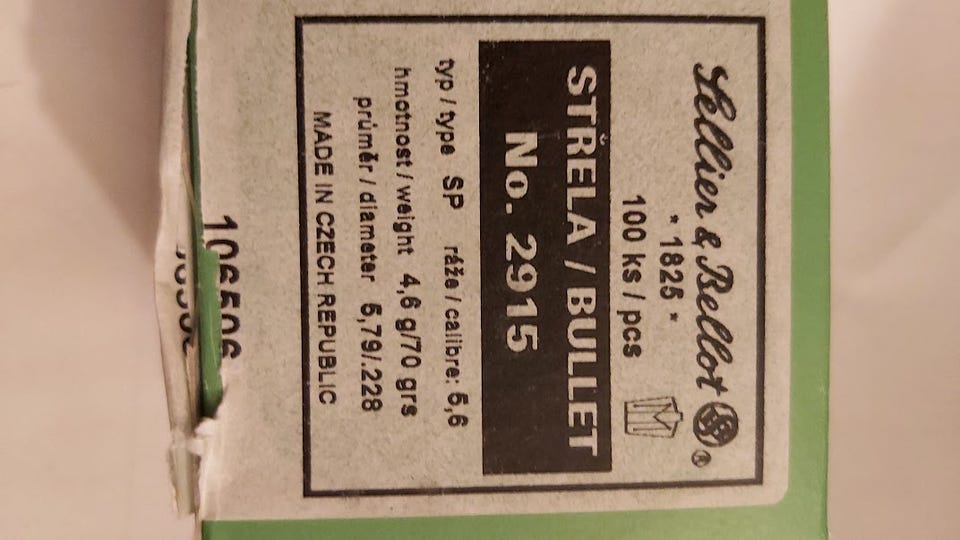 Sellier & Bellot ®
* 1825 *
100 ks / pcs
STŘELA / BULLET
No. 2915
typ / type SP ráže / calibre: 5,6
hmotnost / weight 4,6 g/70 grs
průměr / diameter 5,79/.228
MADE IN CZECH REPUBLIC
106506